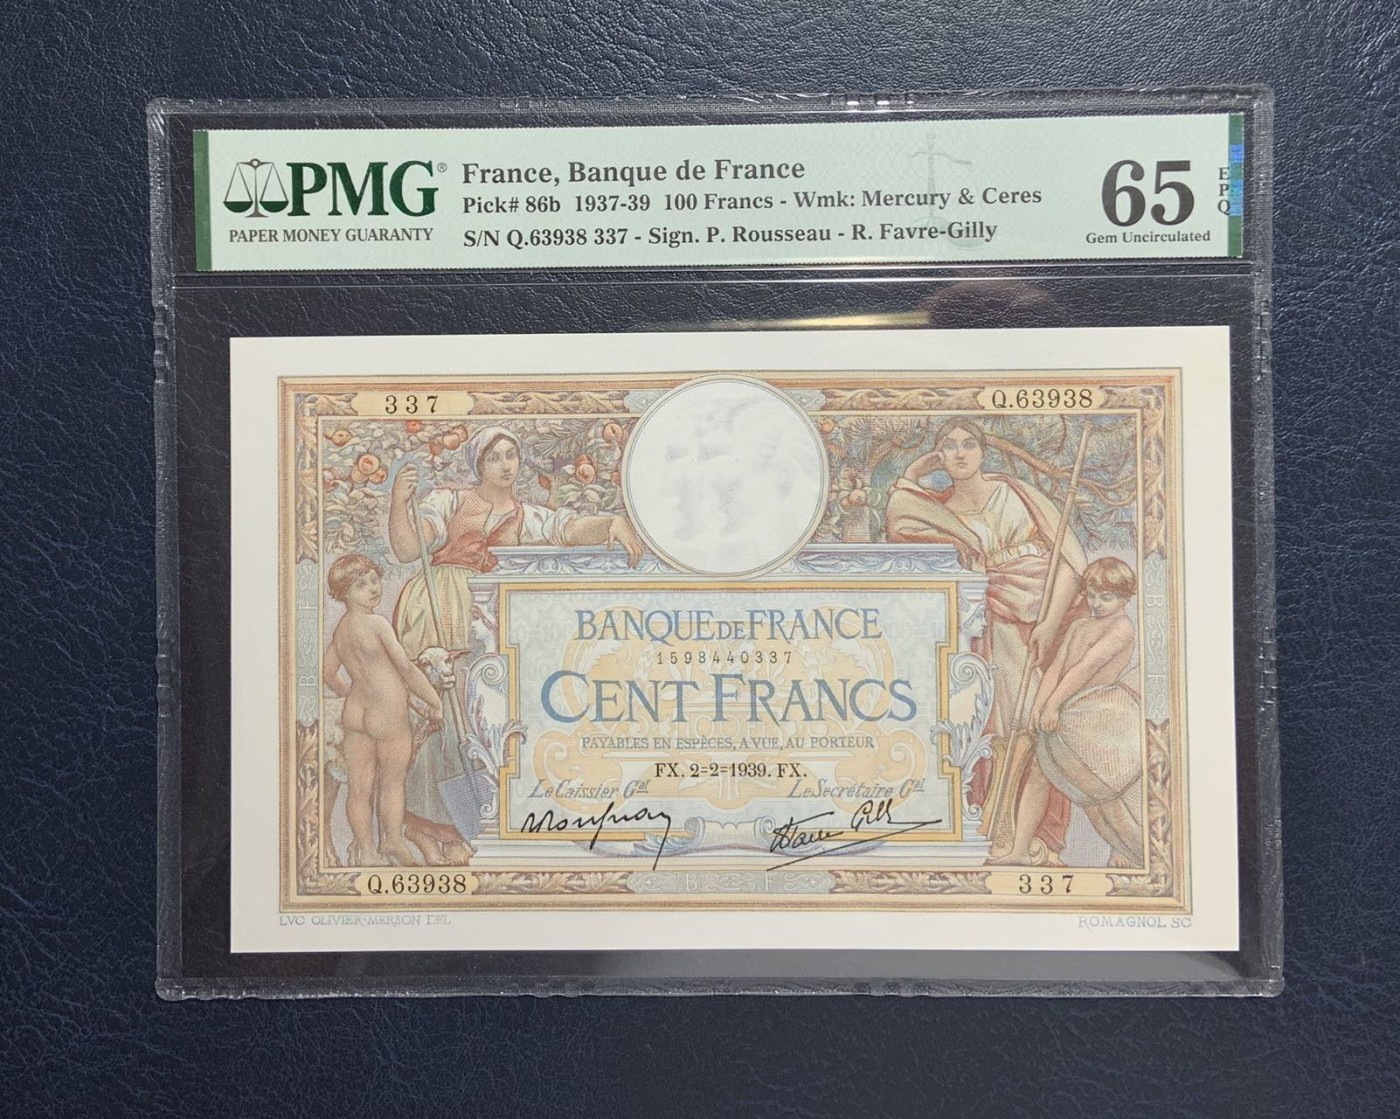 PMG®
PAPER MONEY GUARANTY
France, Banque de France
Pick# 86b 1937-39 100 Francs - Wmk: Mercury & Ceres
S/N Q.63938 337 - Sign. P. Rousseau - R. Favre-Gilly
65
EPQ
Gem Uncirculated
337
Q.63938
B F
B F
BANQUE DE FRANCE
1598440337
CENT FRANCS
PAYABLES EN ESPÈCES, A VUE, AU PORTEUR
FX. 2=2=1939. FX.
Le Caissier Gal
Le Secrétaire Gal
Q.63938
B F
337
LVC OLIVIER-MERSON DEL
ROMAGNOL SC